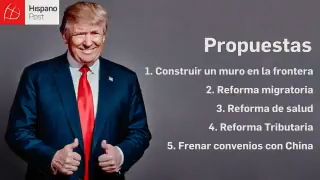 Hispano
Post
Propuestas
1. Construir un muro en la frontera
2. Reforma migratoria
3. Reforma de salud
4. Reforma Tributaria
5. Frenar convenios con China